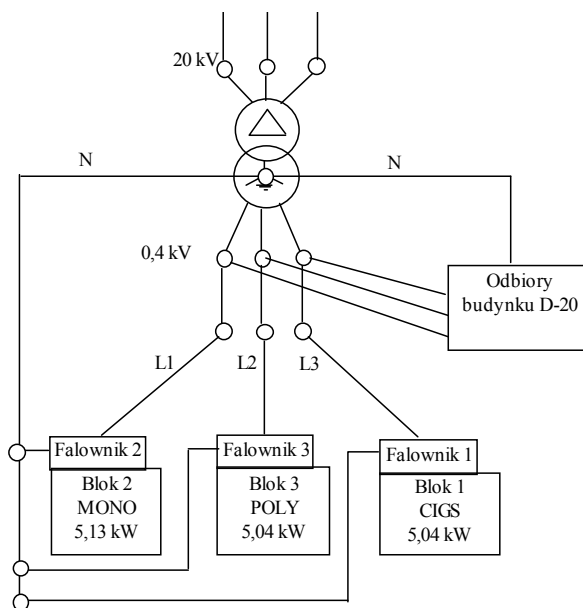 20 kV
N
N
0,4 kV
Odbiory
budynku D-20
L1
L2
L3
Falownik 2
Falownik 3
Falownik 1
Blok 2
MONO
5,13 kW
Blok 3
POLY
5,04 kW
Blok 1
CIGS
5,04 kW